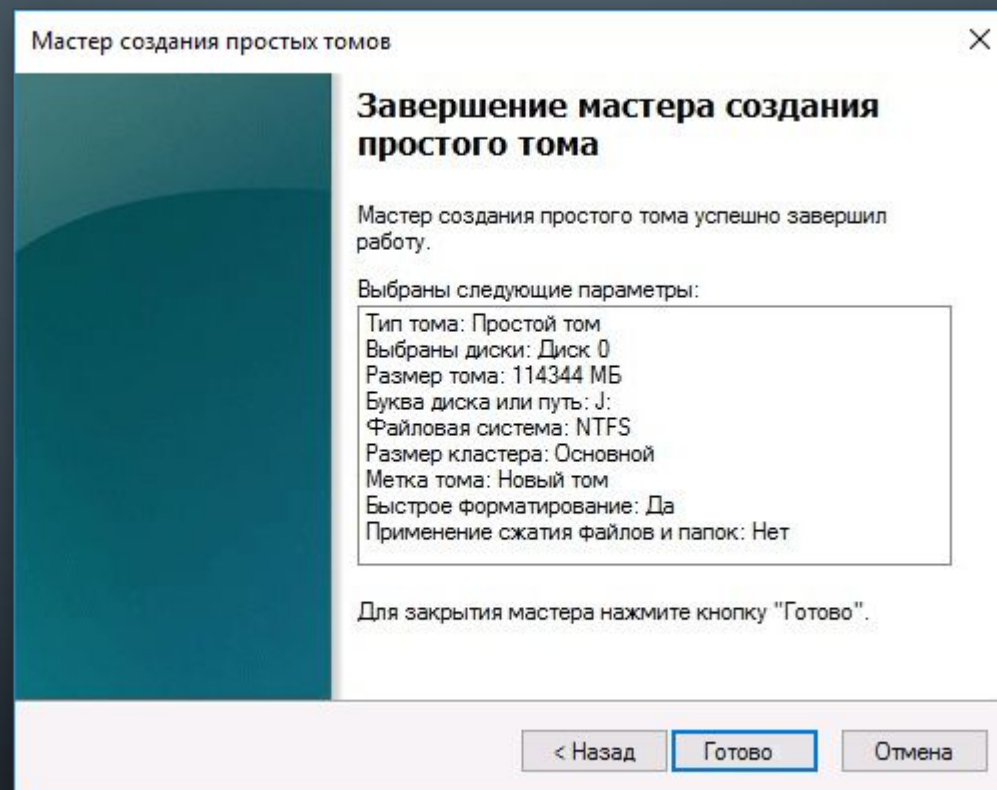 Мастер создания простых томов
Завершение мастера создания
простого тома
Мастер создания простого тома успешно завершил
работу.
Выбраны следующие параметры:
Тип тома: Простой том
Выбраны диски: Диск 0
Размер тома: 114344 МБ
Буква диска или путь: J:
Файловая система: NTFS
Размер кластера: Основной
Метка тома: Новый том
Быстрое форматирование: Да
Применение сжатия файлов и папок: Нет
Для закрытия мастера нажмите кнопку "Готово".
< Назад
Готово
Отмена